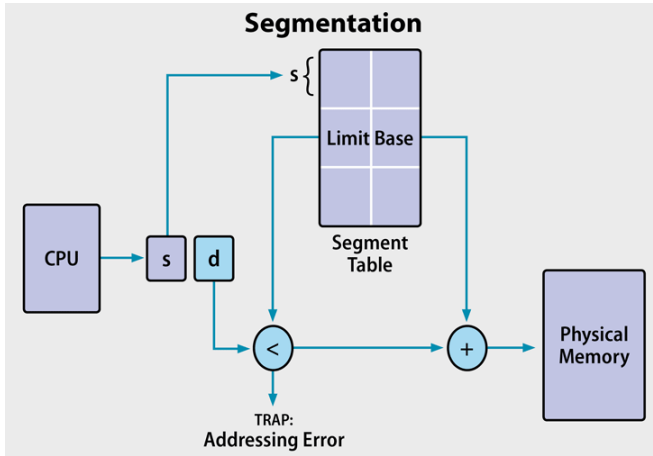 Segmentation
s {
Limit Base
Segment
Table
CPU
s
d
<
+
Physical
Memory
TRAP:
Addressing Error